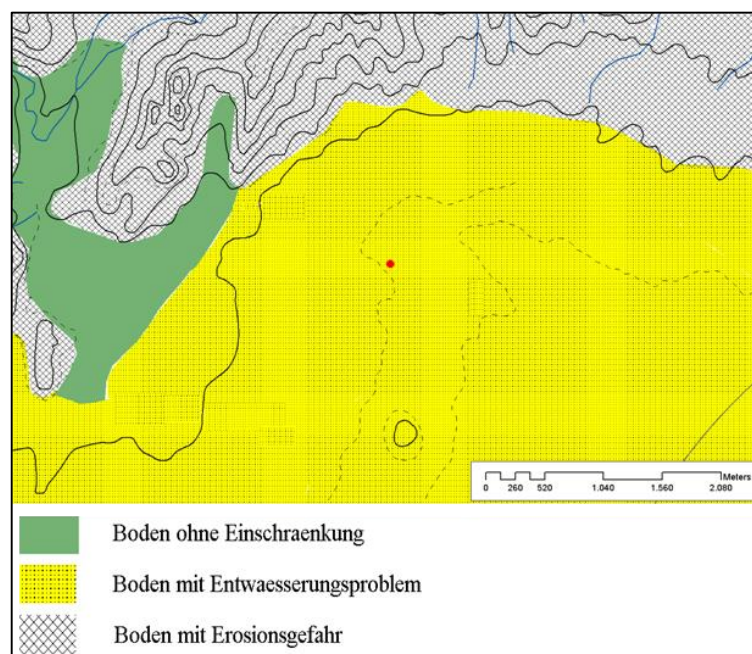 Meters
0 260 520 1.040 1.560 2.080
Boden ohne Einschraenkung
Boden mit Entwaesserungsproblem
Boden mit Erosionsgefahr